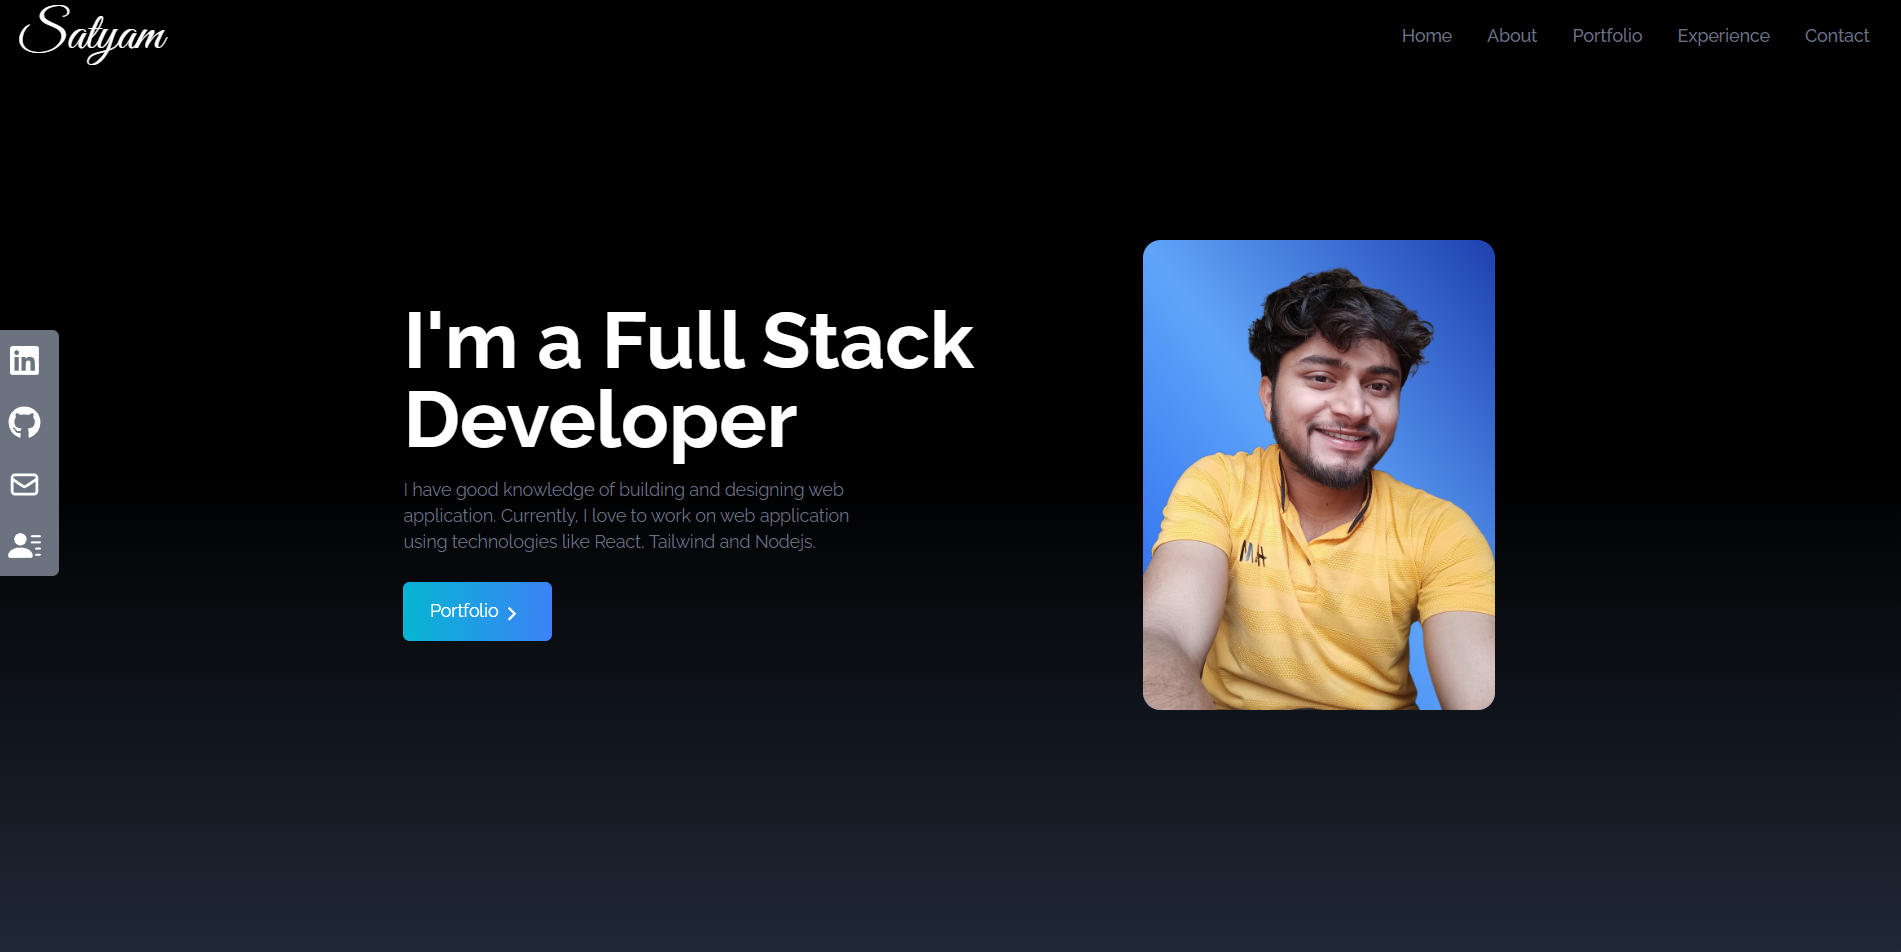 Satyam
Home About Portfolio Experience Contact
I'm a Full Stack
Developer
I have good knowledge of building and designing web
application. Currently, I love to work on web application
using technologies like React, Tailwind and Nodejs.
Portfolio
in
M.H